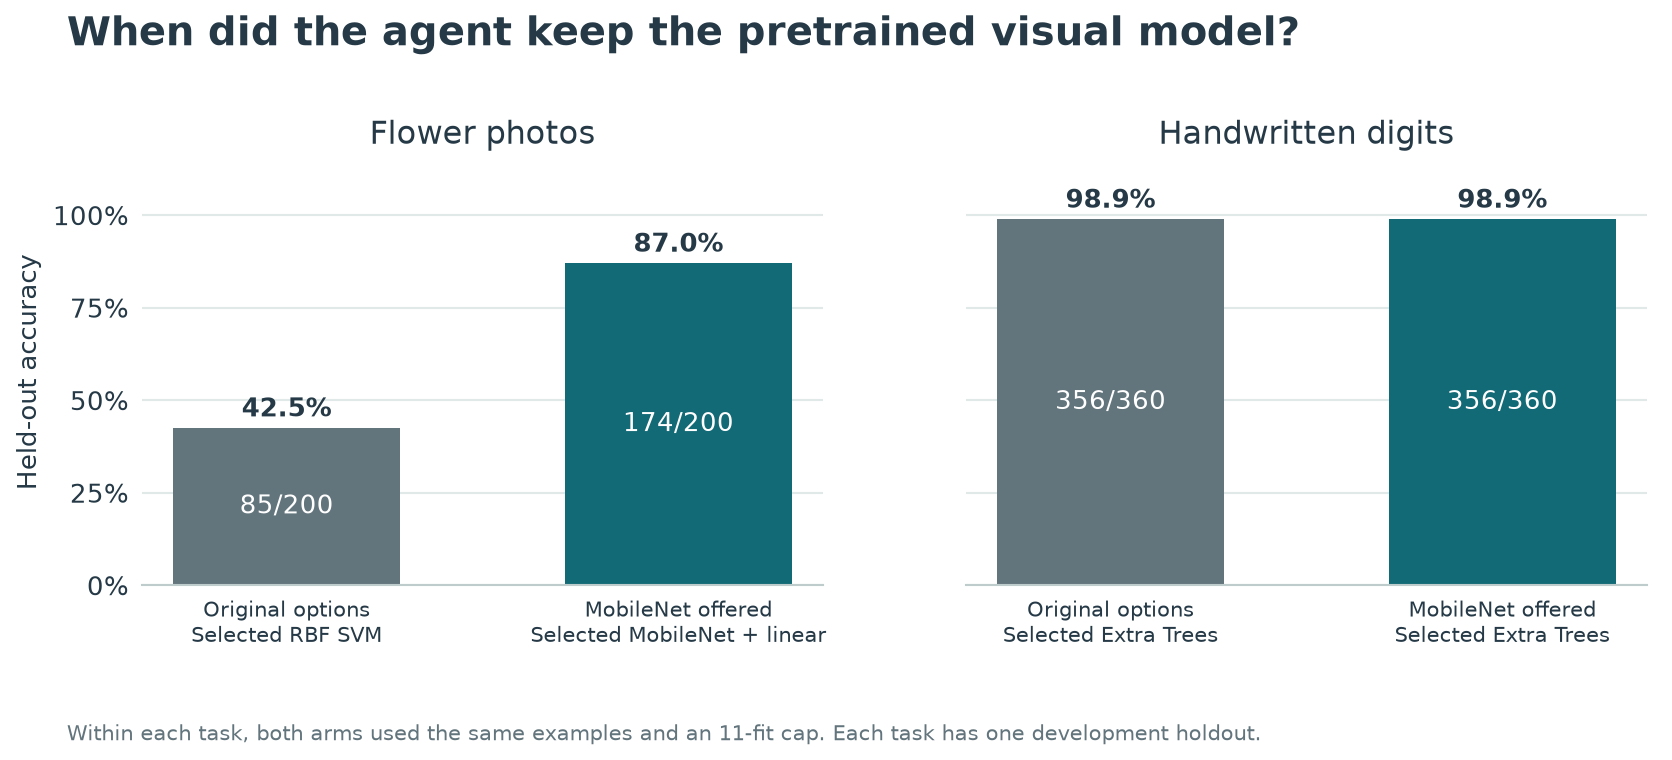 When did the agent keep the pretrained visual model?
Flower photos
Handwritten digits
Held-out accuracy
100%
75%
50%
25%
0%
42.5%
85/200
87.0%
174/200
98.9%
356/360
98.9%
356/360
Original options
Selected RBF SVM
MobileNet offered
Selected MobileNet + linear
Original options
Selected Extra Trees
MobileNet offered
Selected Extra Trees
Within each task, both arms used the same examples and an 11-fit cap. Each task has one development holdout.